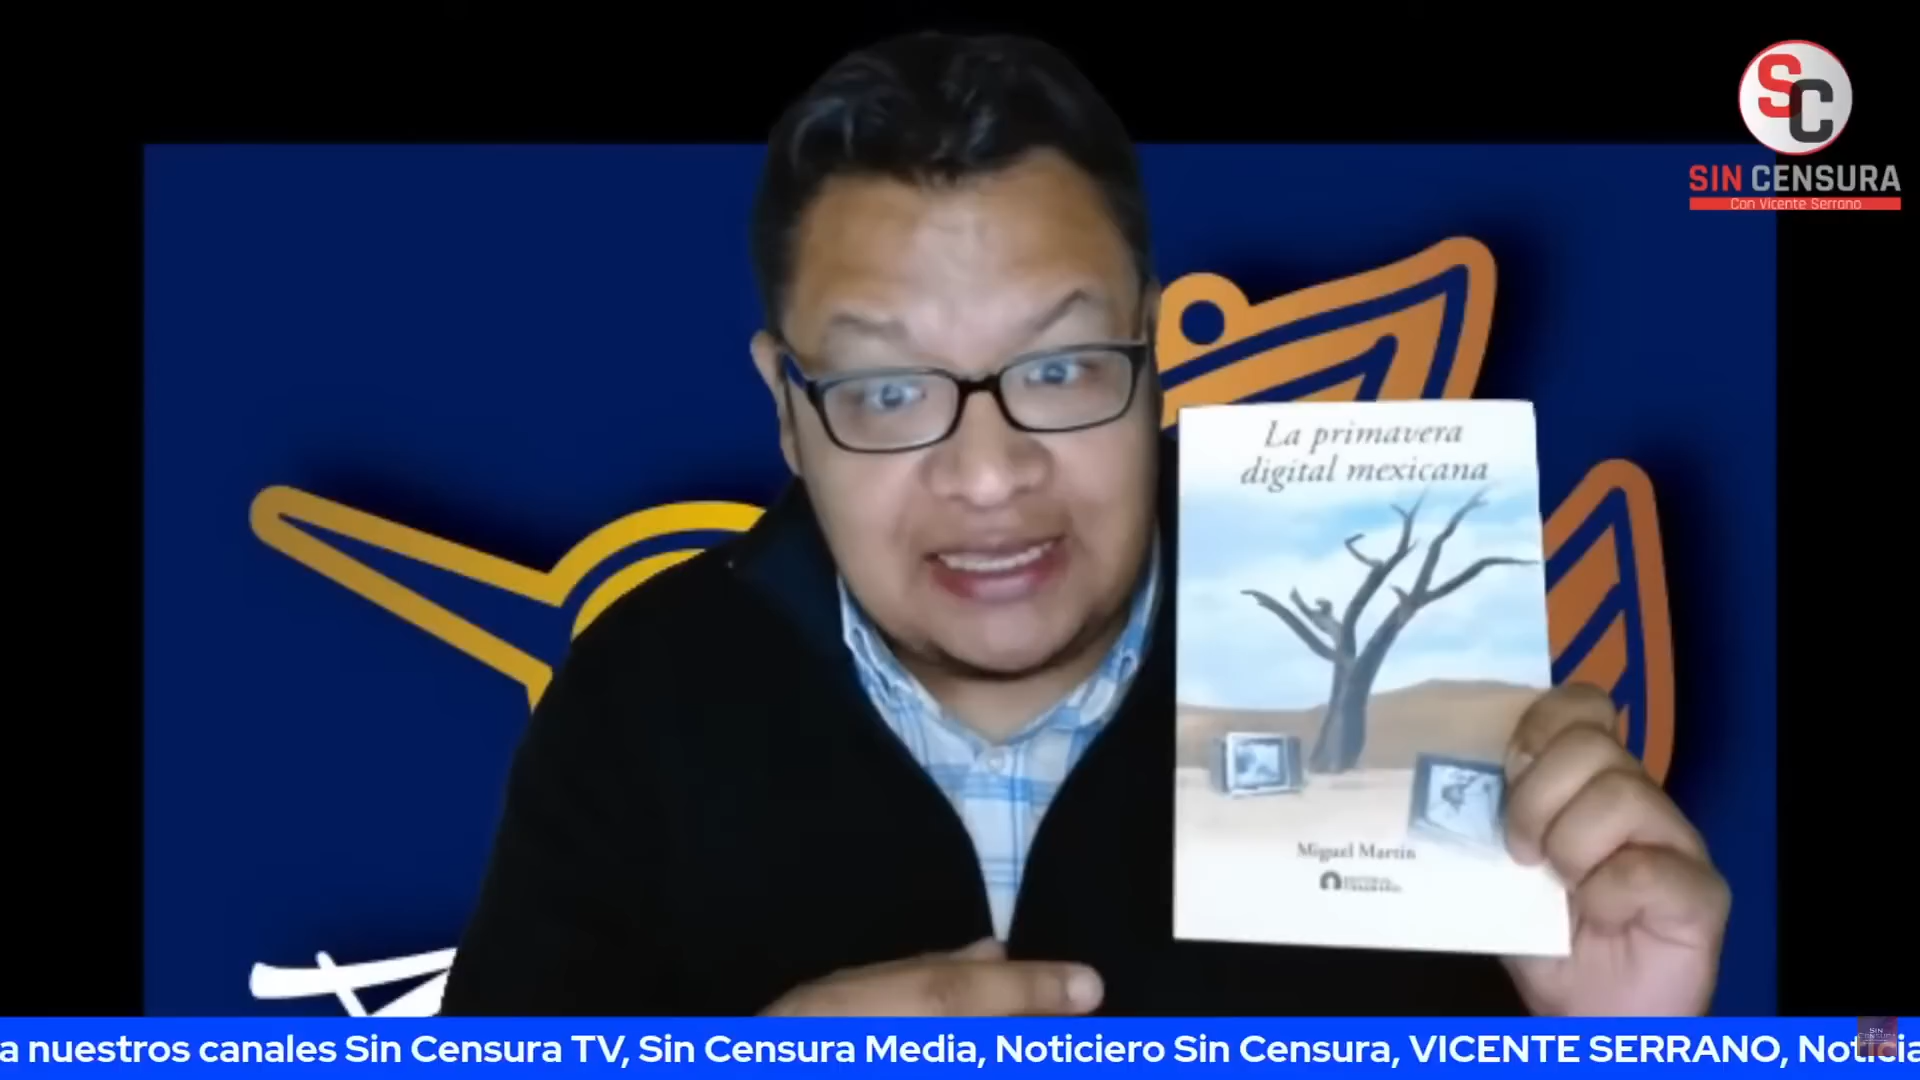 SC
SIN CENSURA
Con Vicente Serrano
La primavera
digital mexicana
Miguel Martín
a nuestros canales Sin Censura TV, Sin Censura Media, Noticiero Sin Censura, VICENTE SERRANO, Noticia